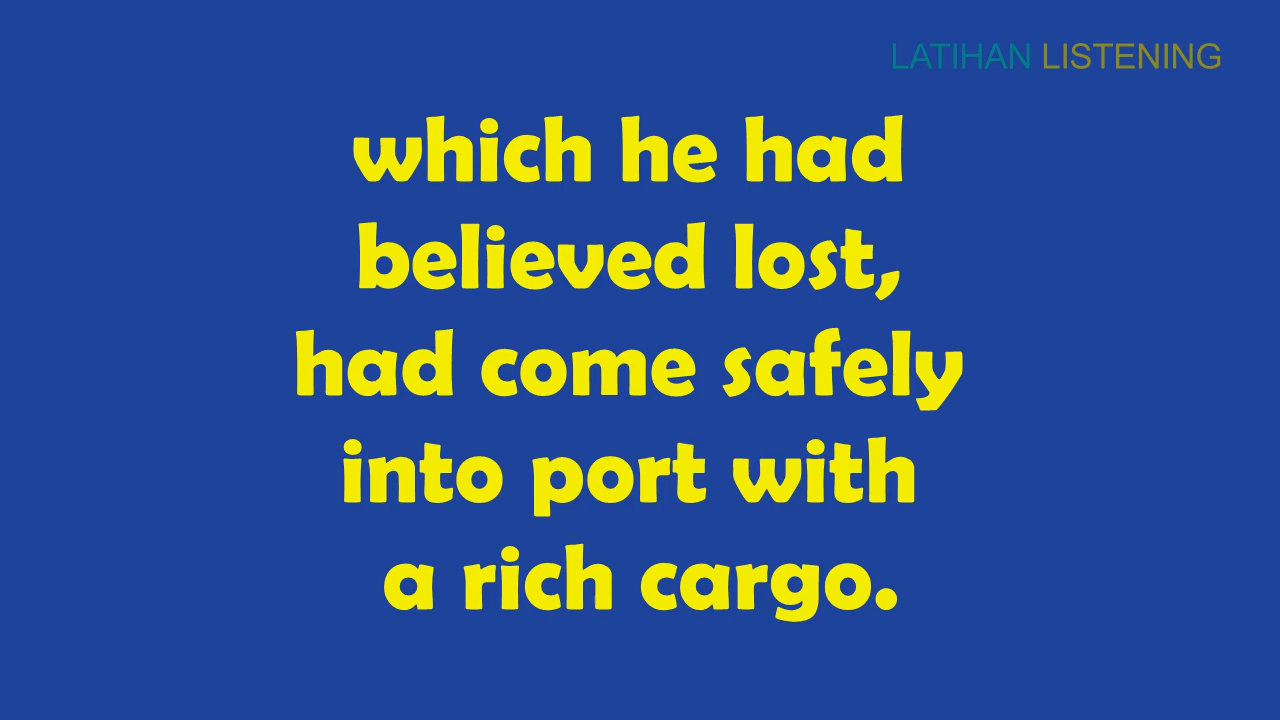 LATIHAN LISTENING
which he had
believed lost,
had come safely
into port with
a rich cargo.